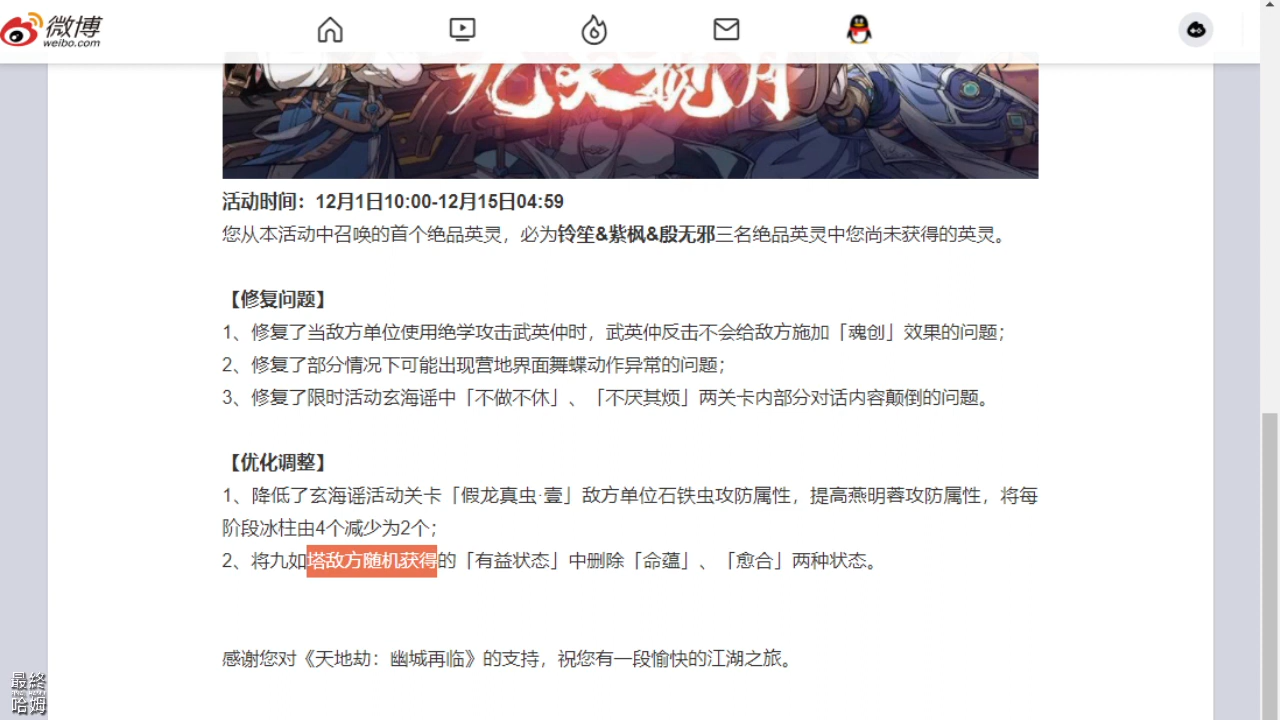 微博
weibo.com
九天揽月
活动时间：12月1日10:00-12月15日04:59
您从本活动中召唤的首个绝品英灵，必为铃笙&紫枫&殷无邪三名绝品英灵中您尚未获得的英灵。
【修复问题】
1、修复了当敌方单位使用绝学攻击武英仲时，武英仲反击不会给敌方施加「魂创」效果的问题；
2、修复了部分情况下可能出现营地界面舞蝶动作异常的问题；
3、修复了限时活动玄海谣中「不做不休」、「不厌其烦」两关卡内部分对话内容颠倒的问题。
【优化调整】
1、降低了玄海谣活动关卡「假龙真虫·壹」敌方单位石铁虫攻防属性，提高燕明蓉攻防属性，将每
阶段冰柱由4个减少为2个；
2、将九如塔敌方随机获得的「有益状态」中删除「命蕴」、「愈合」两种状态。
感谢您对《天地劫：幽城再临》的支持，祝您有一段愉快的江湖之旅。
最終
哈姆